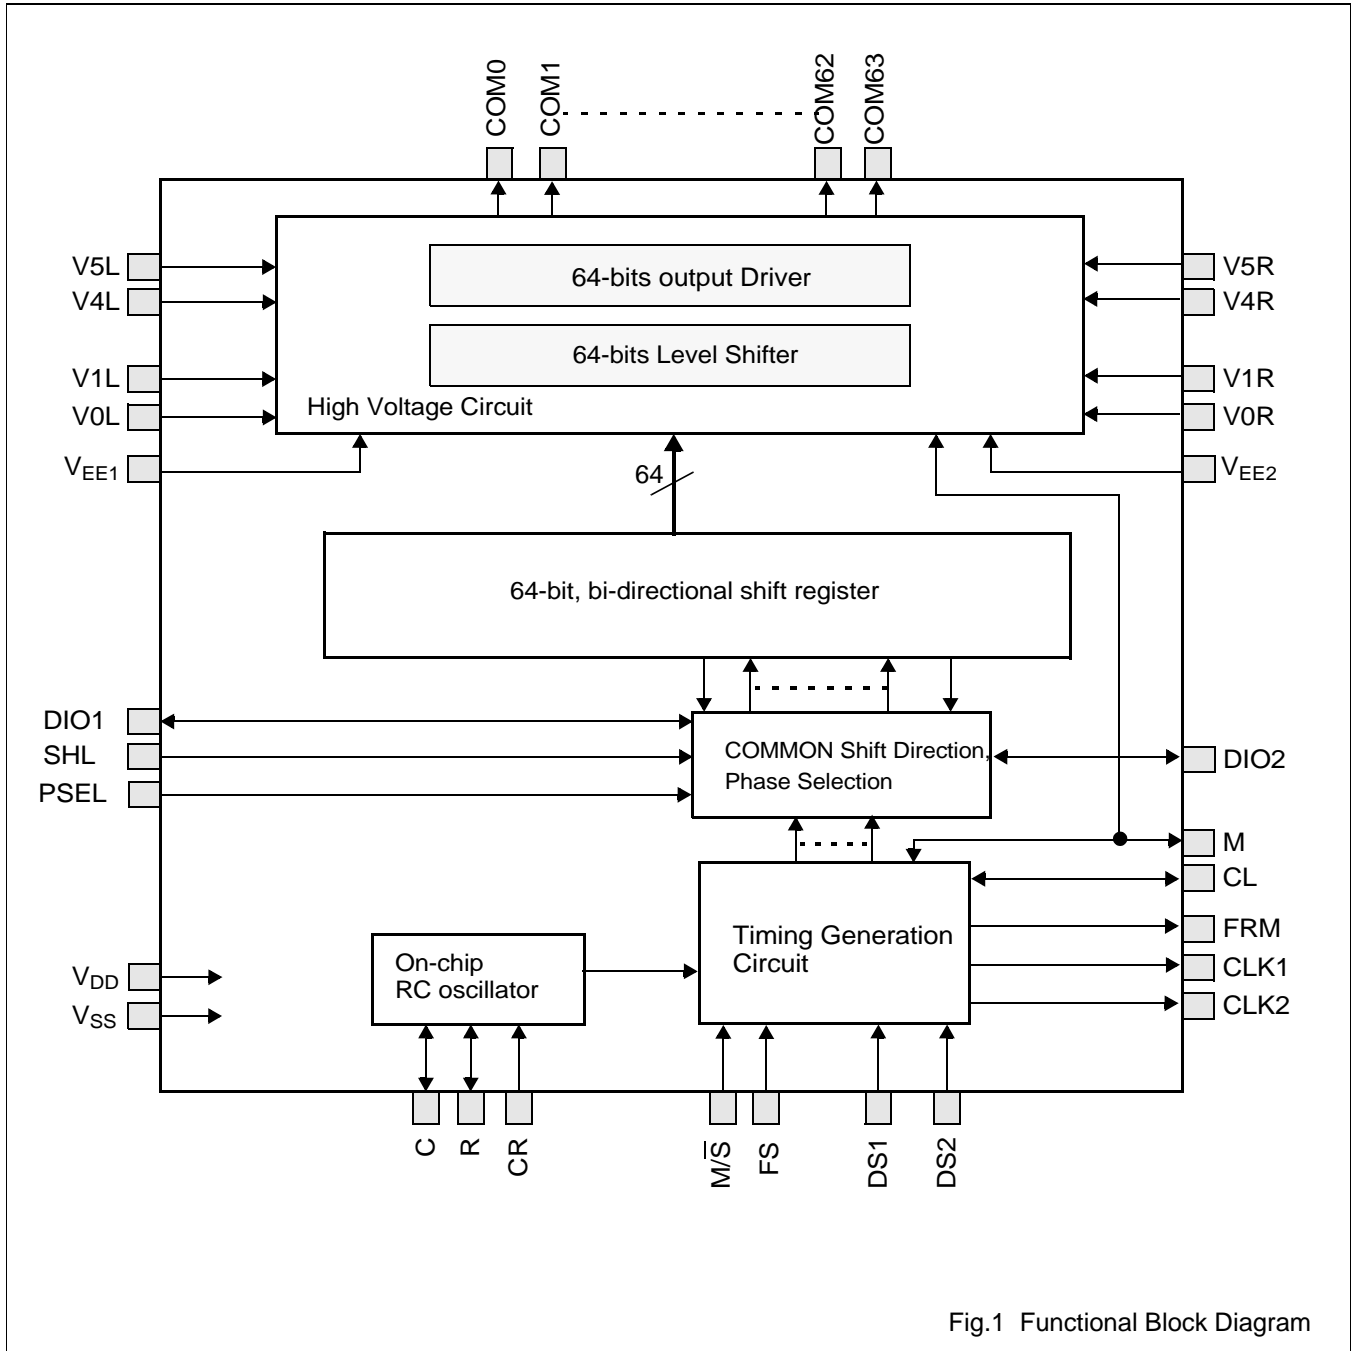 COM0
COM1
COM62
COM63
V5L
V4L
V1L
V0L
VEE1
64-bits output Driver
64-bits Level Shifter
High Voltage Circuit
V5R
V4R
V1R
V0R
VEE2
64
64-bit, bi-directional shift register
DIO1
SHL
PSEL
COMMON Shift Direction,
Phase Selection
DIO2
M
CL
FRM
CLK1
CLK2
Timing Generation
Circuit
On-chip
RC oscillator
VDD
VSS
C
R
CR
M/S̅
FS
DS1
DS2
Fig.1 Functional Block Diagram